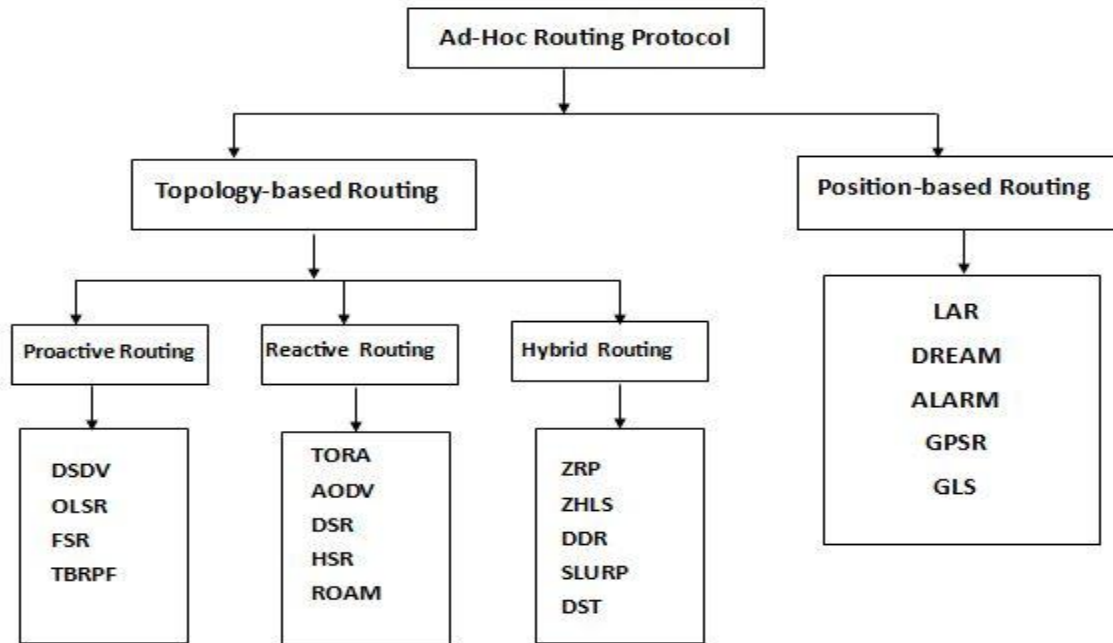 Ad-Hoc Routing Protocol
Topology-based Routing
Position-based Routing
Proactive Routing
Reactive Routing
Hybrid Routing
DSDV
OLSR
FSR
TBRPF
TORA
AODV
DSR
HSR
ROAM
ZRP
ZHLS
DDR
SLURP
DST
LAR
DREAM
ALARM
GPSR
GLS